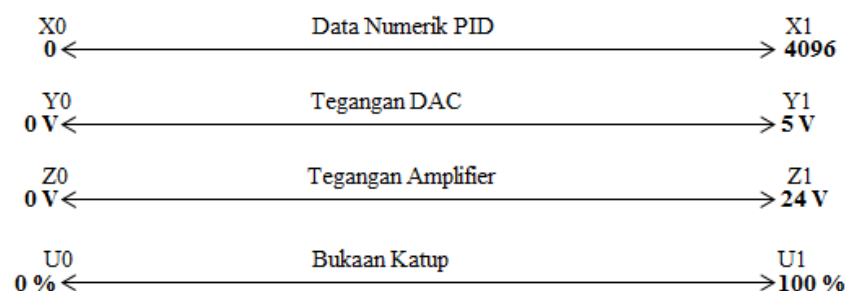 X0 Data Numerik PID X1
0 4096
Y0 Tegangan DAC Y1
0 V 5 V
Z0 Tegangan Amplifier Z1
0 V 24 V
U0 Bukaan Katup U1
0 % 100 %